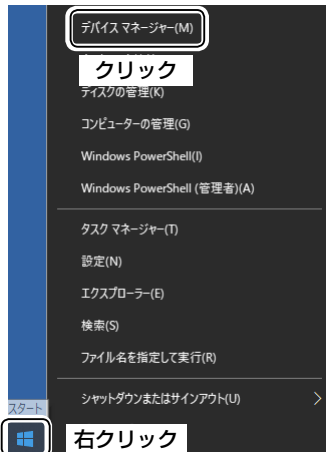 デバイス マネージャー(M)
クリック
ディスクの管理(K)
コンピューターの管理(G)
Windows PowerShell(I)
Windows PowerShell (管理者)(A)
タスク マネージャー(T)
設定(N)
エクスプローラー(E)
検索(S)
ファイル名を指定して実行(R)
シャットダウンまたはサインアウト(U)
スタート
右クリック